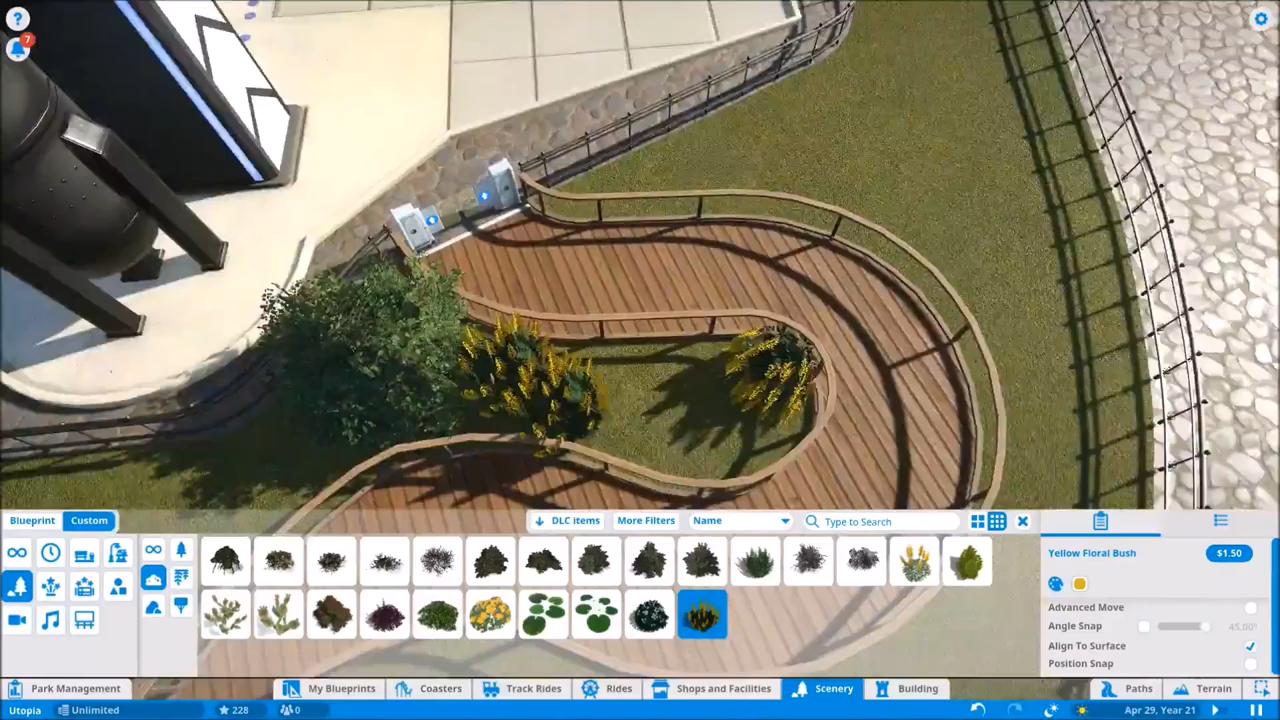 ?
7
Blueprint
Custom
DLC items
More Filters
Name
Type to Search
Yellow Floral Bush
$1.50
Advanced Move
Angle Snap
45.00°
Align To Surface
Position Snap
Park Management
My Blueprints
Coasters
Track Rides
Rides
Shops and Facilities
Scenery
Building
Paths
Terrain
Utopia
Unlimited
228
0
Apr 29, Year 21